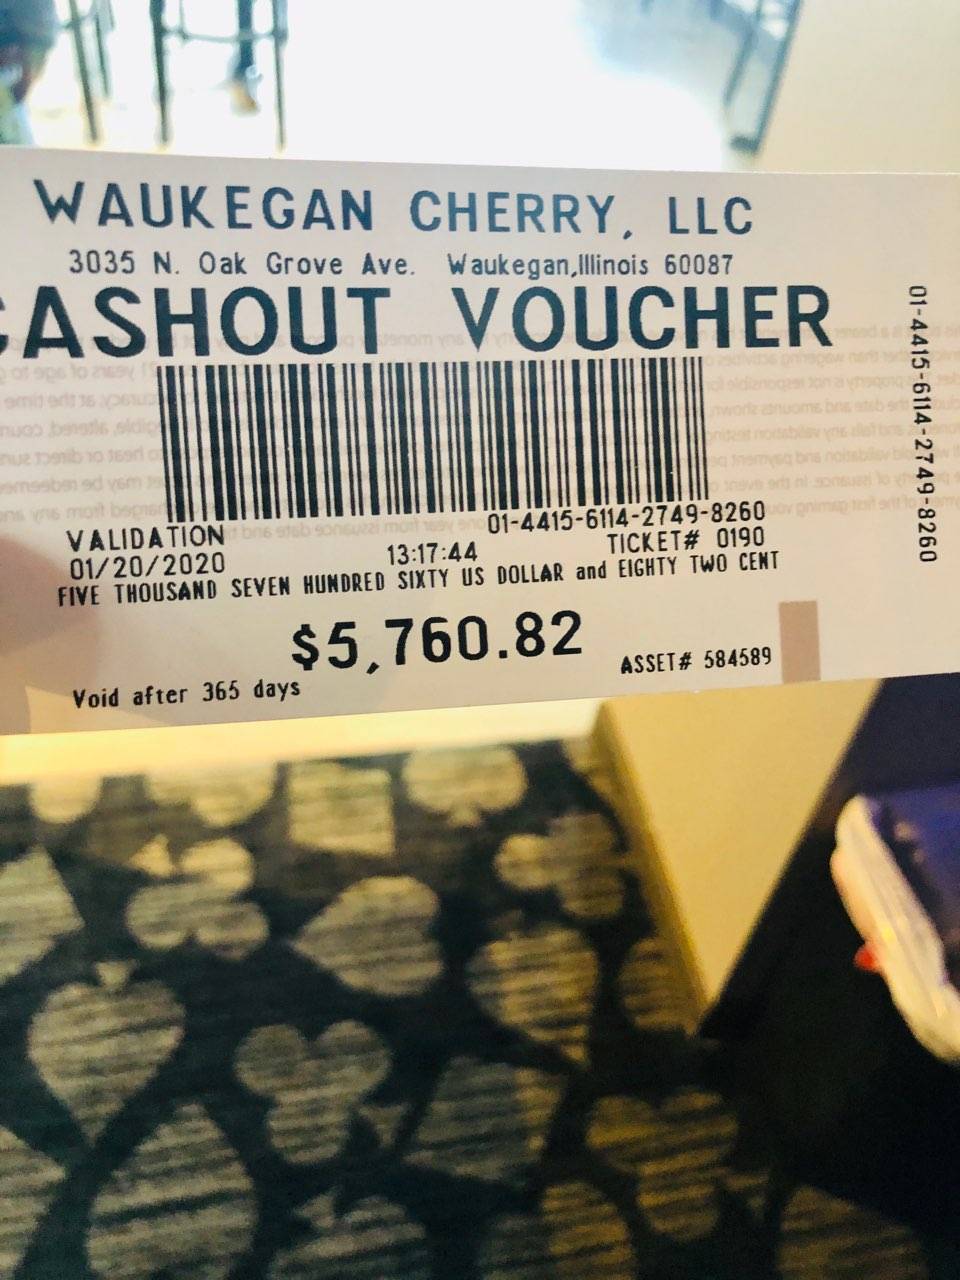 WAUKEGAN CHERRY, LLC
3035 N. Oak Grove Ave. Waukegan,Illinois 60087
CASHOUT VOUCHER
01-4415-6114-2749-8260
VALIDATION
01-4415-6114-2749-8260
01/20/2020 13:17:44 TICKET# 0190
FIVE THOUSAND SEVEN HUNDRED SIXTY US DOLLAR and EIGHTY TWO CENT
$5,760.82
Void after 365 days
ASSET# 584589